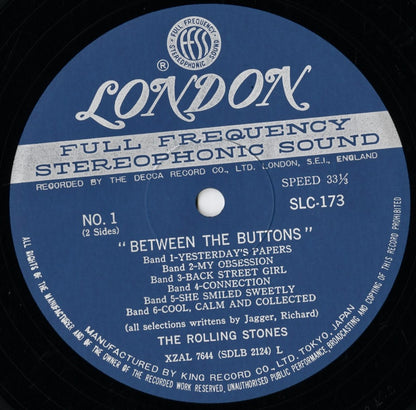 FULL FREQUENCY
ffss
STEREOPHONIC SOUND
®
LONDON
FULL FREQUENCY
STEREOPHONIC SOUND
RECORDED BY THE DECCA RECORD CO., LTD. LONDON, S.E.I., ENGLAND
SPEED 33⅓
NO. 1
(2 Sides)
SLC-173
"BETWEEN THE BUTTONS"
Band 1-YESTERDAY'S PAPERS
Band 2-MY OBSESSION
Band 3-BACK STREET GIRL
Band 4-CONNECTION
Band 5-SHE SMILED SWEETLY
Band 6-COOL, CALM AND COLLECTED
(all selections writtens by Jagger, Richard)
THE ROLLING STONES
XZAL 7644 (SDLB 2124) L
MANUFACTURED BY KING RECORD CO., LTD. TOKYO, JAPAN
ALL RIGHTS OF THE MANUFACTURER AND OF THE OWNER OF THE RECORDED WORK RESERVED, UNAUTHORISED PUBLIC PERFORMANCE, BROADCASTING AND COPYING OF THIS RECORD PROHIBITED